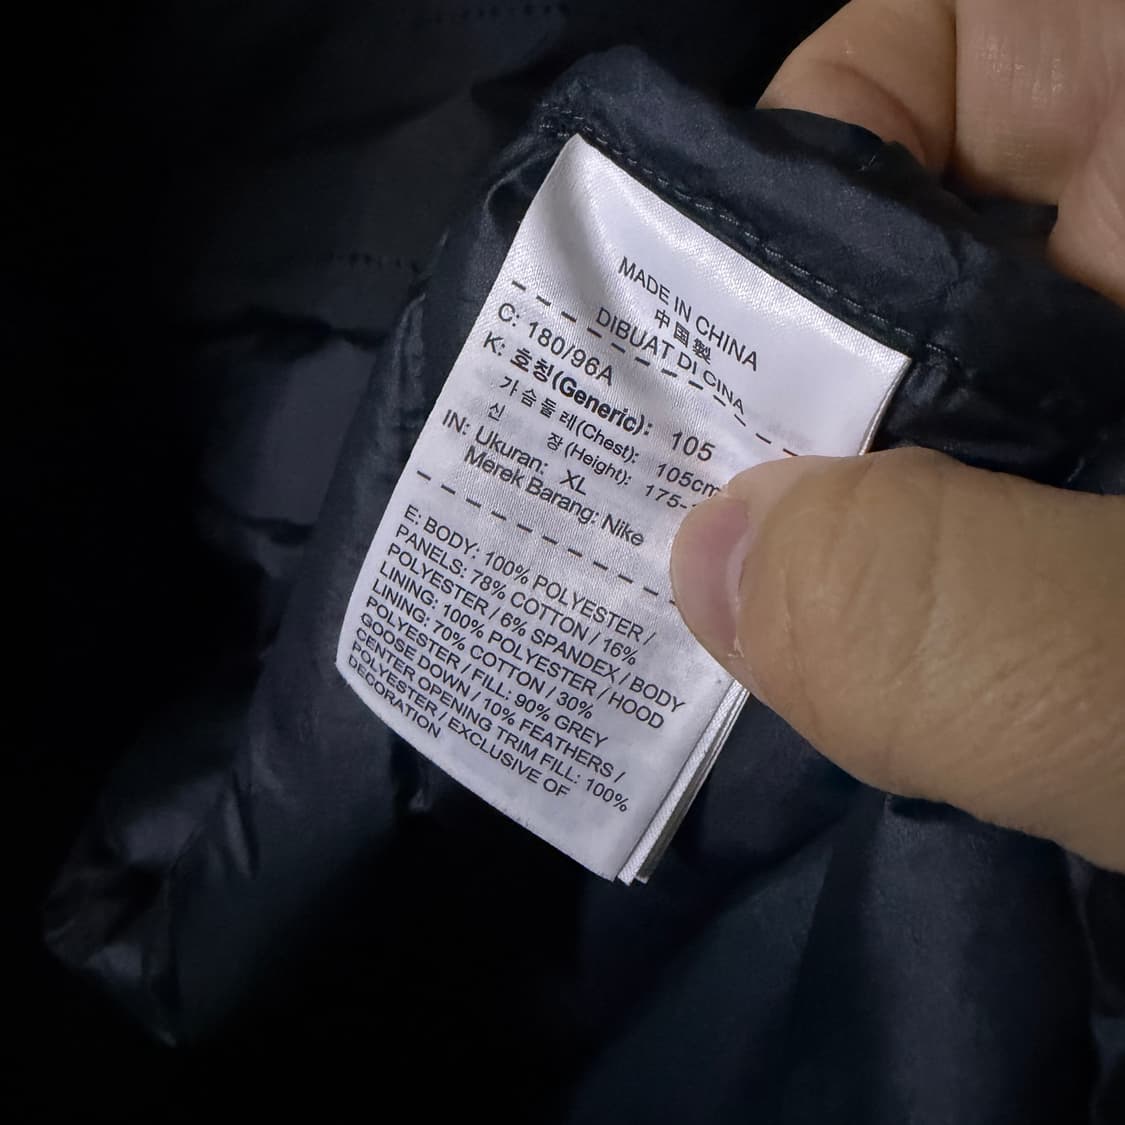 MADE IN CHINA
中国製
DIBUAT DI CINA
C: 180/96A
K: 호칭(Generic): 105
가슴둘레(Chest): 105cm
신 장(Height): 175-
IN: Ukuran: XL
Merek Barang: Nike
E: BODY: 100% POLYESTER /
PANELS: 78% COTTON / 16%
POLYESTER / 6% SPANDEX / BODY
LINING: 100% POLYESTER / HOOD
LINING: 70% COTTON / 30%
POLYESTER / FILL: 90% GREY
GOOSE DOWN / 10% FEATHERS /
CENTER OPENING TRIM FILL: 100%
POLYESTER / EXCLUSIVE OF
DECORATION